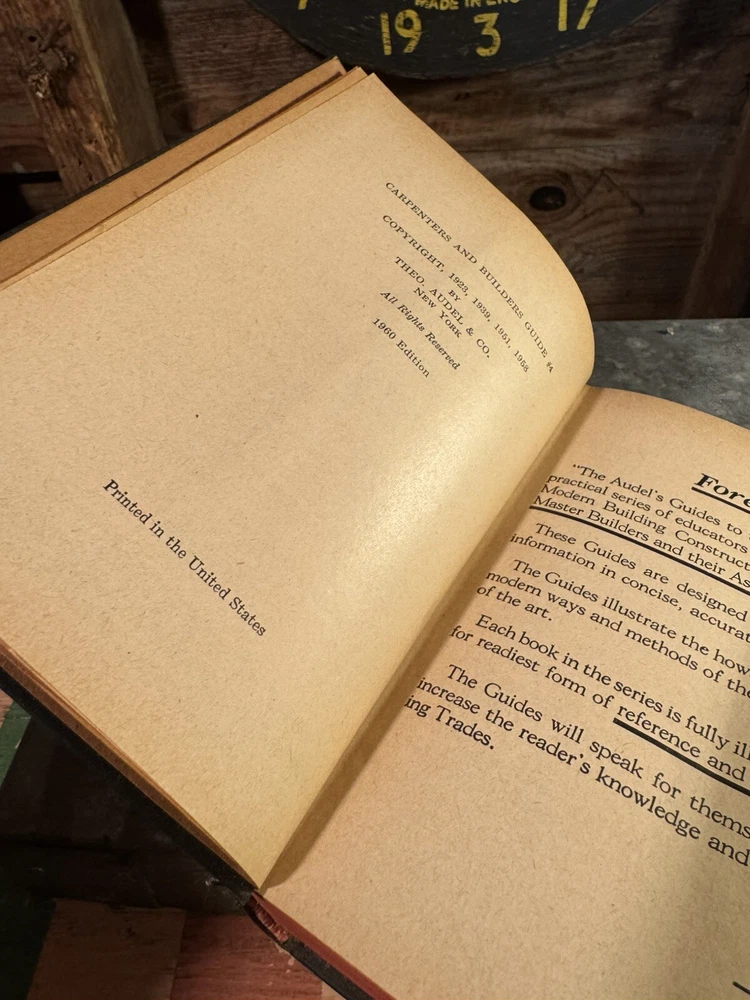 MADE IN EN
19 3 17
CARPENTERS AND BUILDERS GUIDE #4
COPYRIGHT, 1923, 1939, 1951, 1958
BY
THEO. AUDEL & CO.
NEW YORK
All Rights Reserved
1960 Edition
Printed in the United States
Fore
"The Audel's Guides to
practical series of educators
Modern Building Construct
Master Builders and their As
These Guides are designed
information in concise, accurat
The Guides illustrate the how
modern ways and methods of the
of the art.
Each book in the series is fully ill
for readiest form of reference and
The Guides will speak for thems
increase the reader's knowledge and
ing Trades.